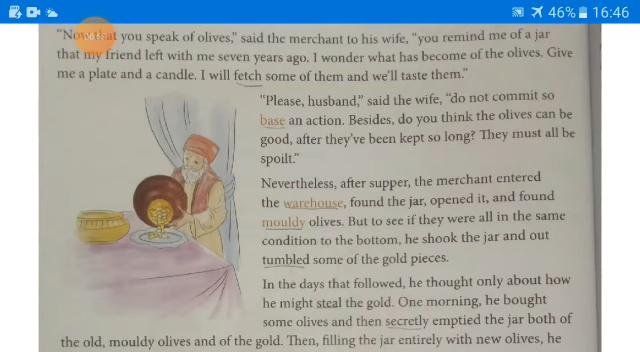 46% 16:46
"Now that you speak of olives," said the merchant to his wife, "you remind me of a jar
that my friend left with me seven years ago. I wonder what has become of the olives. Give
me a plate and a candle. I will fetch some of them and we'll taste them."
"Please, husband," said the wife, "do not commit so
base an action. Besides, do you think the olives can be
good, after they've been kept so long? They must all be
spoilt."
Nevertheless, after supper, the merchant entered
the warehouse, found the jar, opened it, and found
mouldy olives. But to see if they were all in the same
condition to the bottom, he shook the jar and out
tumbled some of the gold pieces.
In the days that followed, he thought only about how
he might steal the gold. One morning, he bought
some olives and then secretly emptied the jar both of
the old, mouldy olives and of the gold. Then, filling the jar entirely with new olives, he